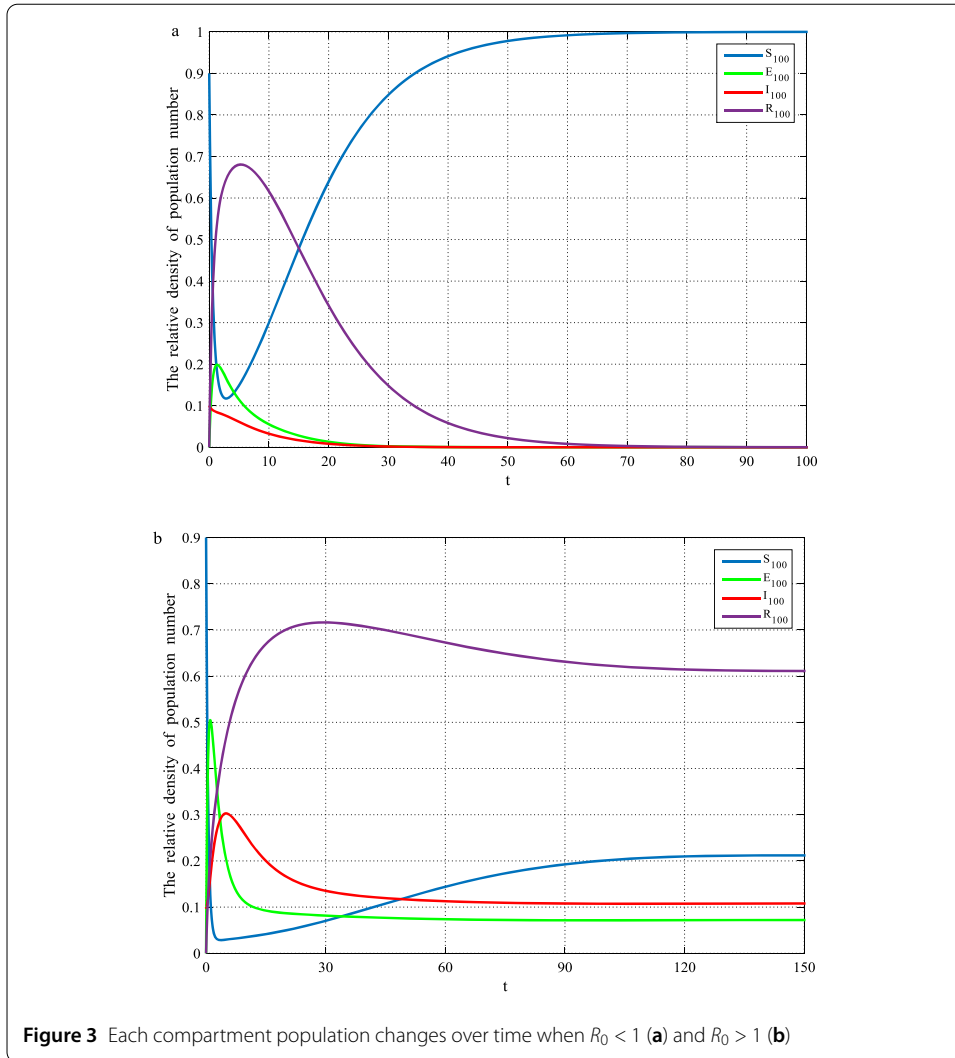 a
1
0.9
0.8
0.7
0.6
0.5
0.4
0.3
0.2
0.1
0
The relative density of population number
S100
E100
I100
R100
0 10 20 30 40 50 60 70 80 90 100
t
b
0.9
0.8
0.7
0.6
0.5
0.4
0.3
0.2
0.1
0
The relative density of population number
S100
E100
I100
R100
0 30 60 90 120 150
t
Figure 3 Each compartment population changes over time when R0 < 1 (a) and R0 > 1 (b)